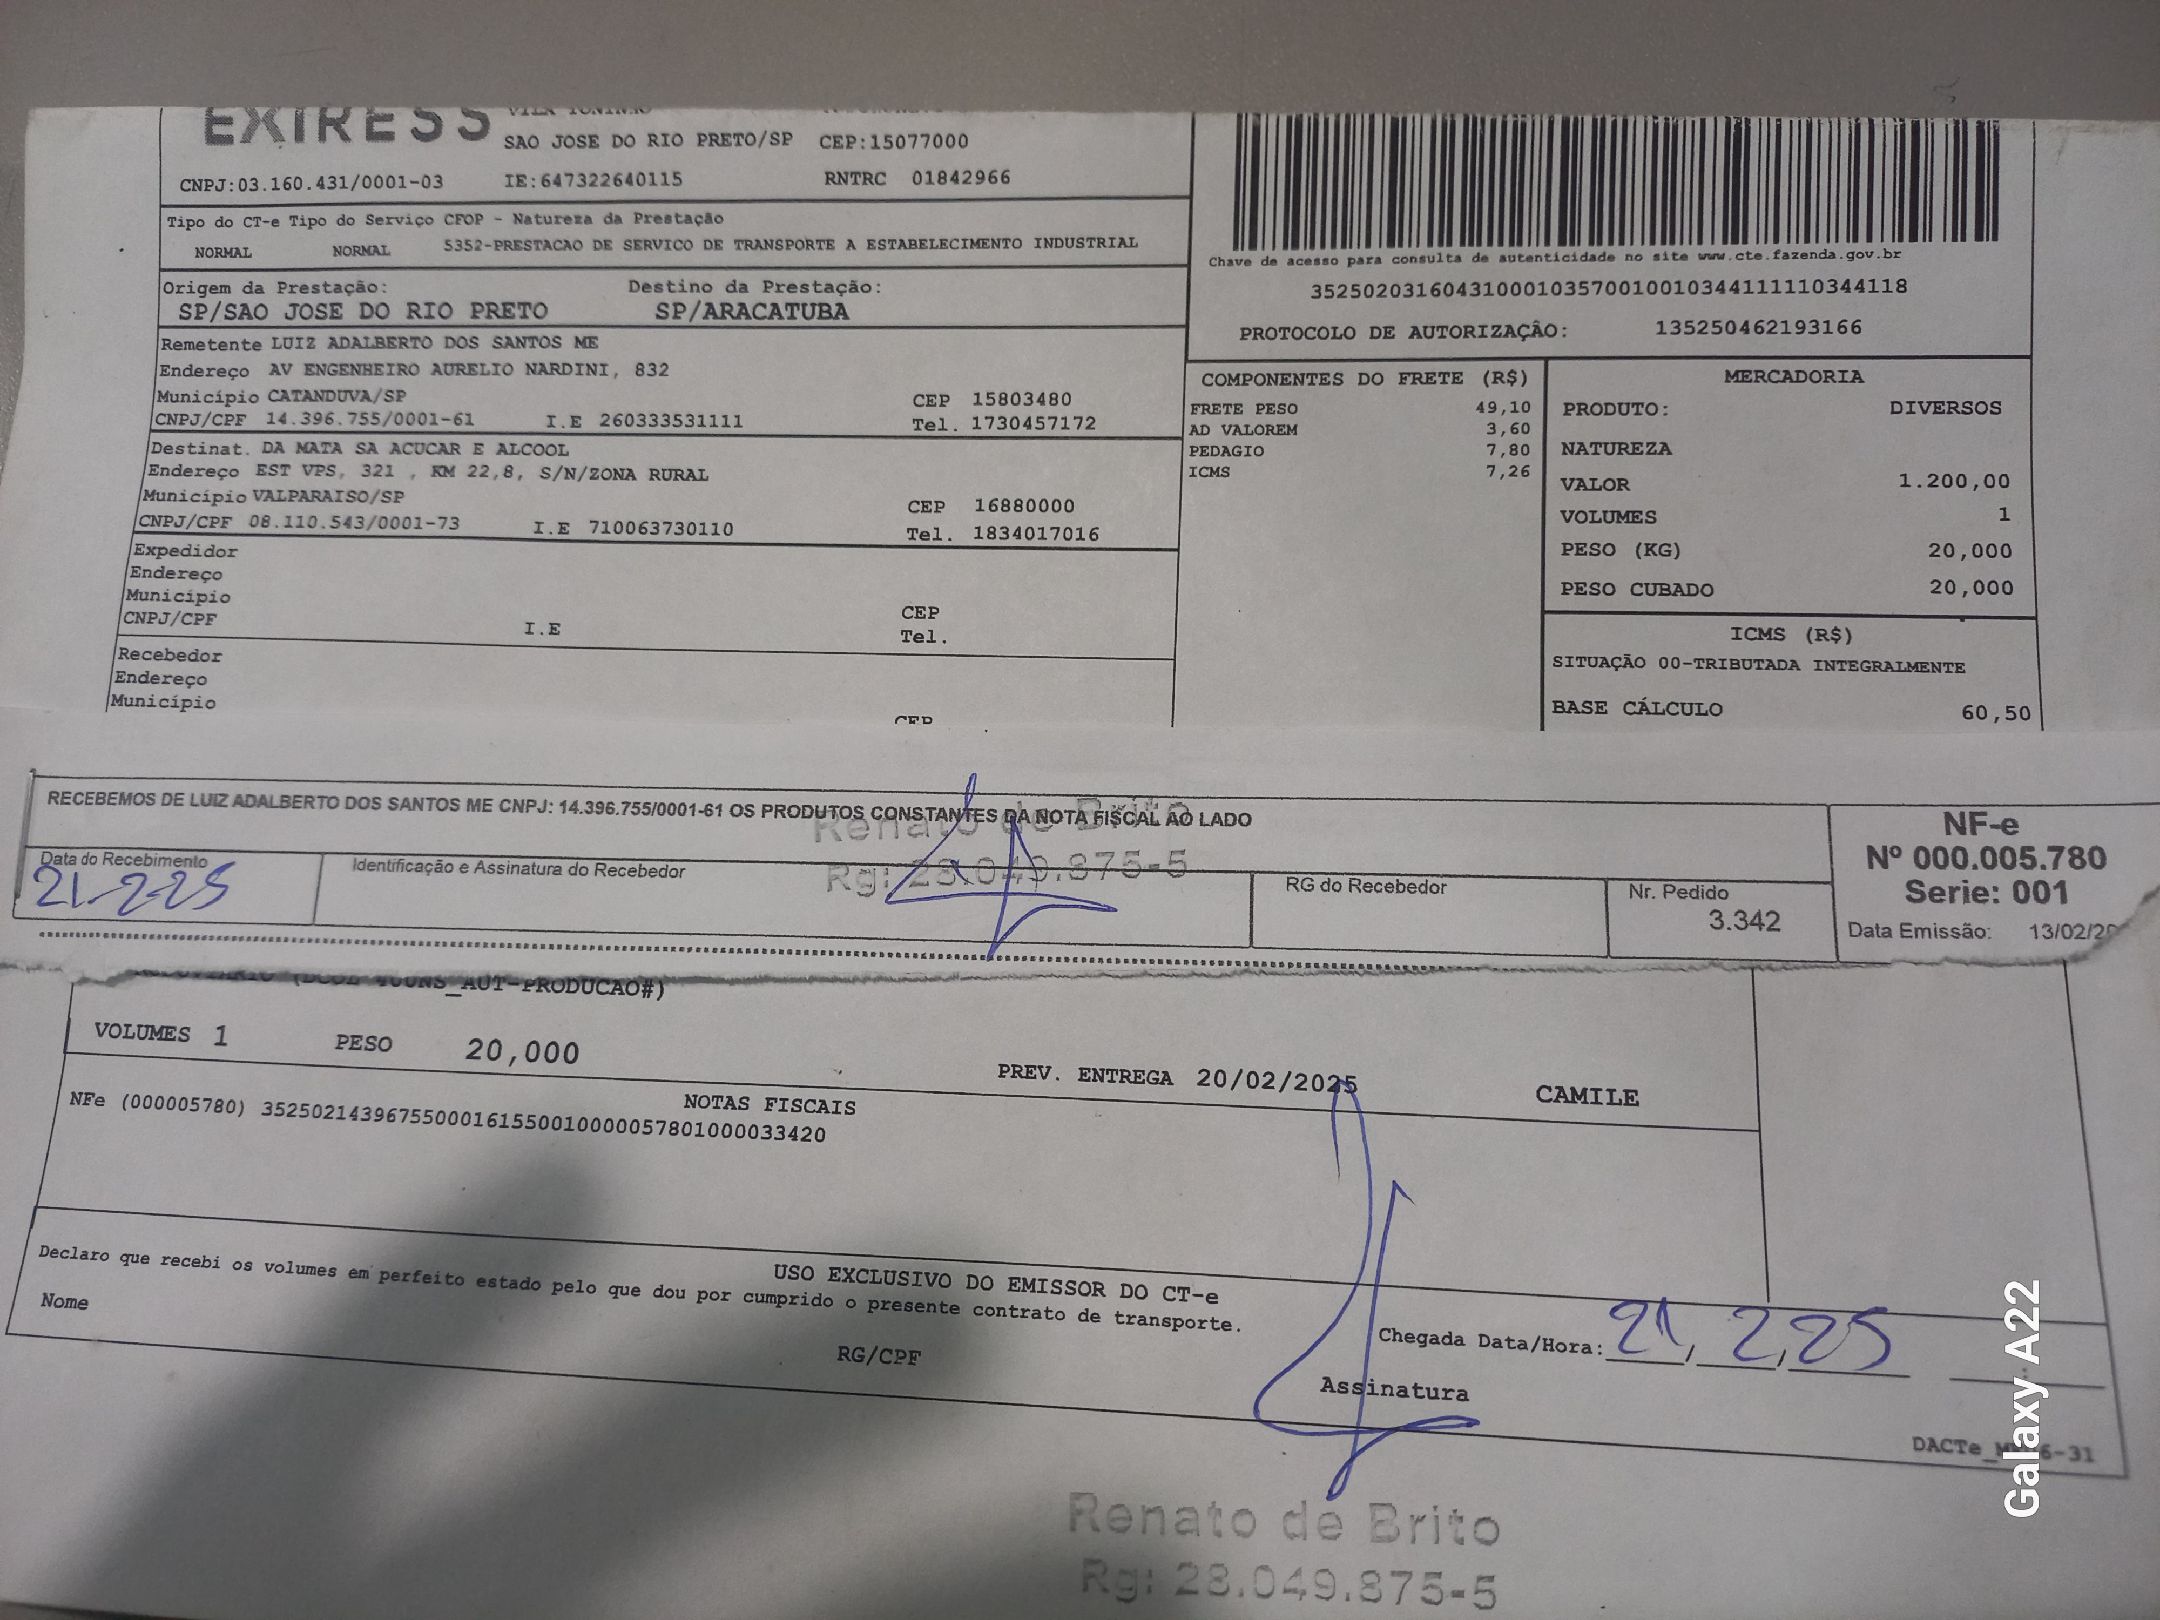 EXPRESS
SAO JOSE DO RIO PRETO/SP CEP:15077000
CNPJ:03.160.431/0001-03 IE:647322640115 RNTRC 01842966
Tipo do CT-e Tipo do Serviço CFOP - Natureza da Prestação
NORMAL NORMAL 5352-PRESTACAO DE SERVICO DE TRANSPORTE A ESTABELECIMENTO INDUSTRIAL
Origem da Prestação: Destino da Prestação:
SP/SAO JOSE DO RIO PRETO SP/ARACATUBA
Remetente LUIZ ADALBERTO DOS SANTOS ME
Endereço AV ENGENHEIRO AURELIO NARDINI, 832
Município CATANDUVA/SP CEP 15803480
CNPJ/CPF 14.396.755/0001-61 I.E 260333531111 Tel. 1730457172
Destinat. DA MATA SA ACUCAR E ALCOOL
Endereço EST VPS, 321 , KM 22,8, S/N/ZONA RURAL
Município VALPARAISO/SP CEP 16880000
CNPJ/CPF 08.110.543/0001-73 I.E 710063730110 Tel. 1834017016
Expedidor
Endereço
Município CEP
CNPJ/CPF I.E Tel.
Recebedor
Endereço
Município CEP
Chave de acesso para consulta de autenticidade no site www.cte.fazenda.gov.br
35250203160431000103570010010344111110344118
PROTOCOLO DE AUTORIZAÇÃO: 135250462193166
COMPONENTES DO FRETE (R$)
FRETE PESO 49,10
AD VALOREM 3,60
PEDAGIO 7,80
ICMS 7,26
MERCADORIA
PRODUTO: DIVERSOS
NATUREZA
VALOR 1.200,00
VOLUMES 1
PESO (KG) 20,000
PESO CUBADO 20,000
ICMS (R$)
SITUAÇÃO 00-TRIBUTADA INTEGRALMENTE
BASE CÁLCULO 60,50
RECEBEMOS DE LUIZ ADALBERTO DOS SANTOS ME CNPJ: 14.396.755/0001-61 OS PRODUTOS CONSTANTES DA NOTA FISCAL AO LADO
Renato de Brito
Rg: 28.049.875-5
Data do Recebimento Identificação e Assinatura do Recebedor RG do Recebedor Nr. Pedido
21-2-25 3.342
NF-e
Nº 000.005.780
Serie: 001
Data Emissão: 13/02/20
400NS_AUT-PRODUCAO#)
VOLUMES 1 PESO 20,000 PREV. ENTREGA 20/02/2025 CAMILE
NOTAS FISCAIS
NFe (000005780) 35250214396755000161550010000057801000033420
USO EXCLUSIVO DO EMISSOR DO CT-e
Declaro que recebi os volumes em perfeito estado pelo que dou por cumprido o presente contrato de transporte.
Nome RG/CPF Chegada Data/Hora: 21/2/25
Assinatura
Renato de Brito
Rg: 28.049.875-5
Galaxy A22